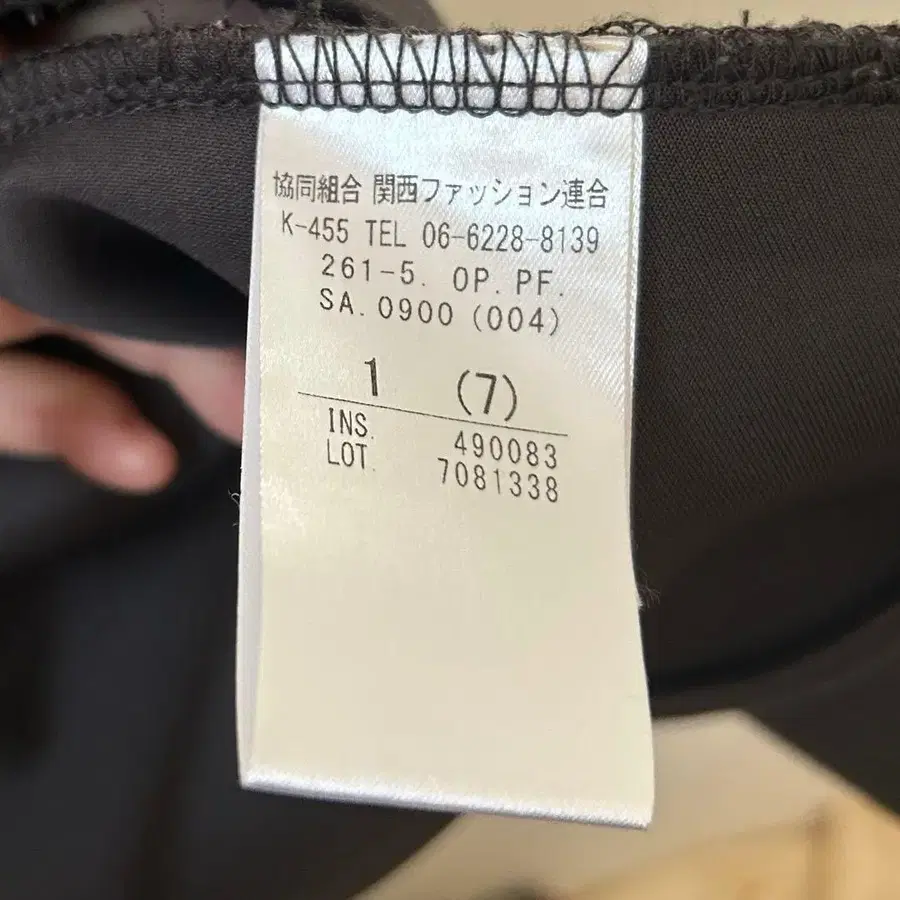 協同組合 関西ファッション連合
K-455 TEL 06-6228-8139
261-5. OP. PF.
SA. 0900 (004)
1 (7)
INS. 490083
LOT. 7081338